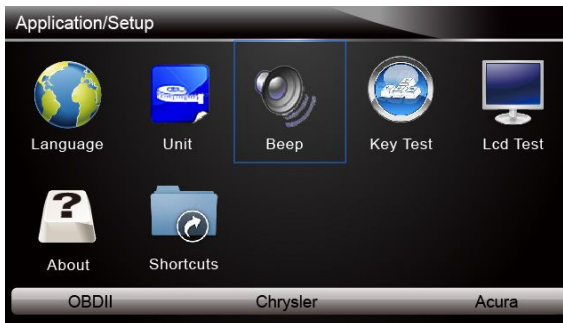 Application/Setup
Language Unit Beep Key Test Lcd Test
?
About Shortcuts
OBDII Chrysler Acura